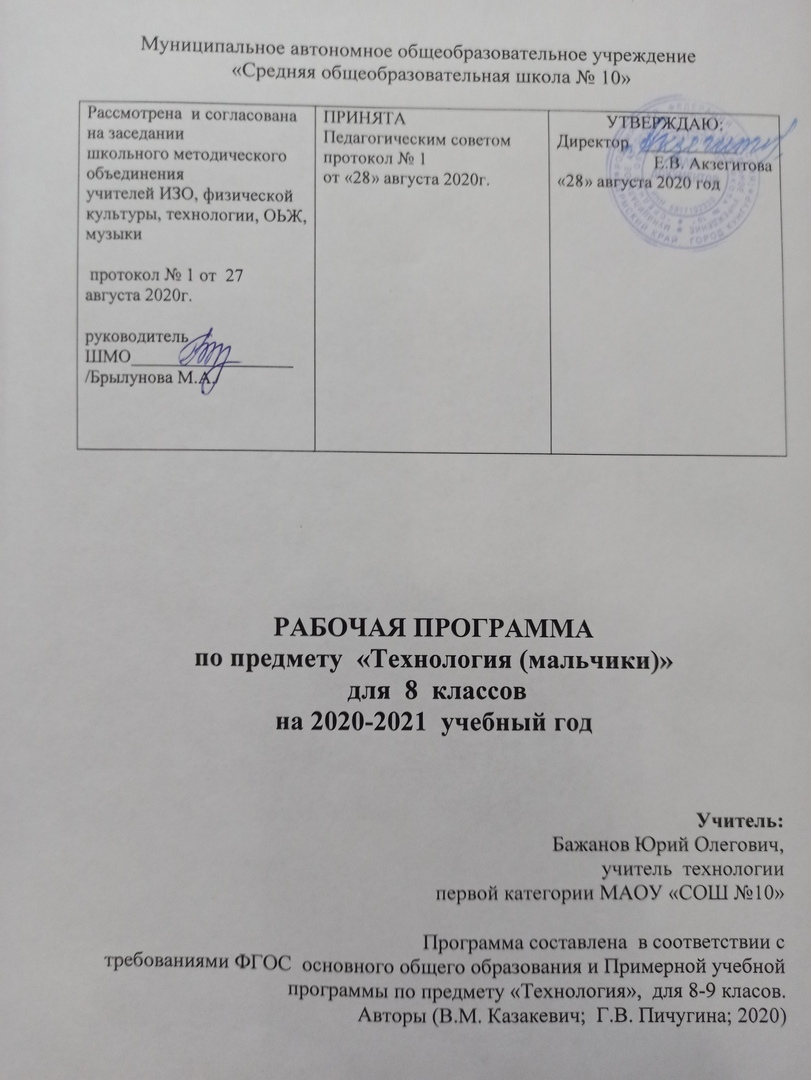 Муниципальное автономное общеобразовательное учреждение
«Средняя общеобразовательная школа № 10»
Рассмотрена и согласована
на заседании
школьного методического
объединения
учителей ИЗО, физической
культуры, технологии, ОБЖ,
музыки
протокол № 1 от 27
августа 2020г.
руководитель
ШМО
/Брылунова М.А/
ПРИНЯТА
Педагогическим советом
протокол № 1
от «28» августа 2020г.
УТВЕРЖДАЮ:
Директор
Е.В. Акзегитова
«28» августа 2020 год
РАБОЧАЯ ПРОГРАММА
по предмету «Технология (мальчики)»
для 8 классов
на 2020-2021 учебный год
Учитель:
Бажанов Юрий Олегович,
учитель технологии
первой категории МАОУ «СОШ №10»
Программа составлена в соответствии с
требованиями ФГОС основного общего образования и Примерной учебной
программы по предмету «Технология», для 8-9 класов.
Авторы (В.М. Казакевич; Г.В. Пичугина; 2020)